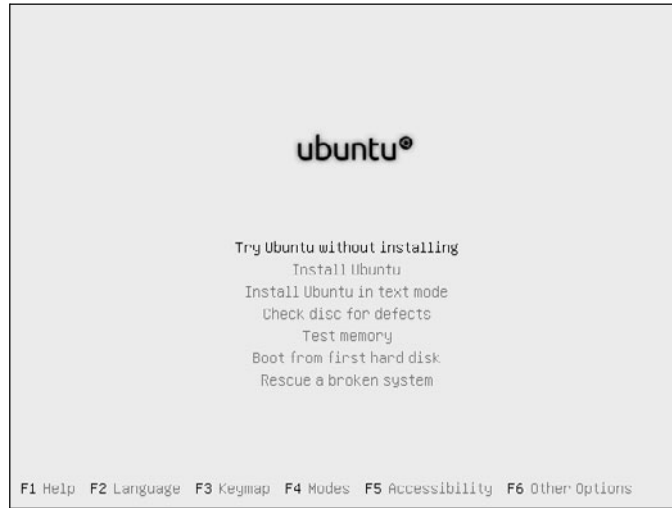 ubuntu
Try Ubuntu without installing
Install Ubuntu
Install Ubuntu in text mode
Check disc for defects
Test memory
Boot from first hard disk
Rescue a broken system
F1 Help F2 Language F3 Keymap F4 Modes F5 Accessibility F6 Other Options